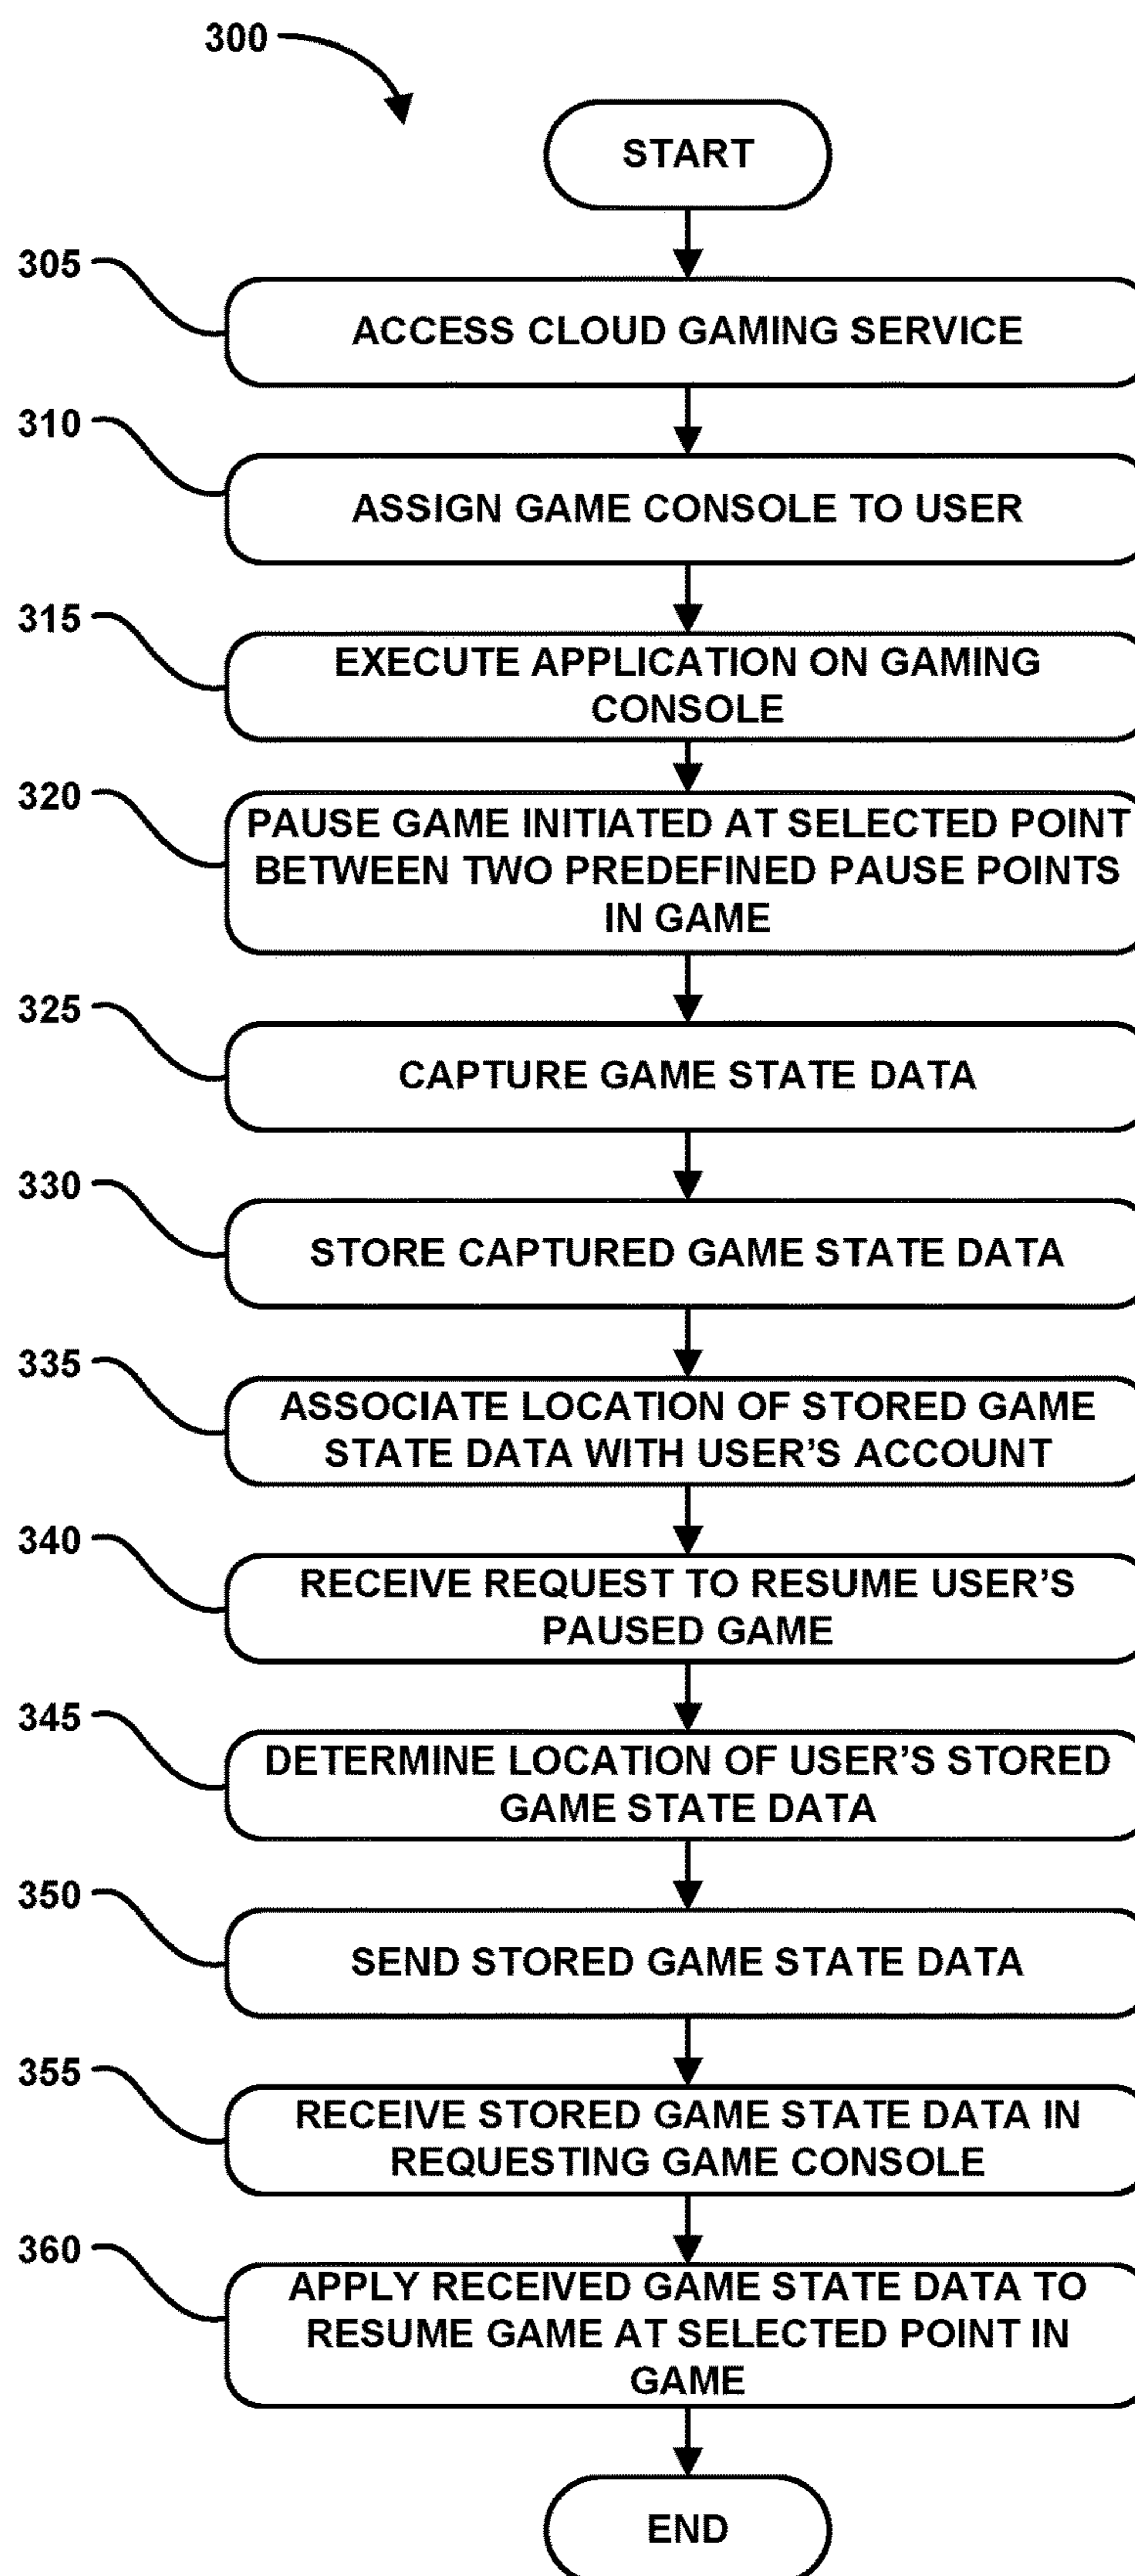 300
START
305
ACCESS CLOUD GAMING SERVICE
310
ASSIGN GAME CONSOLE TO USER
315
EXECUTE APPLICATION ON GAMING
CONSOLE
320
PAUSE GAME INITIATED AT SELECTED POINT
BETWEEN TWO PREDEFINED PAUSE POINTS
IN GAME
325
CAPTURE GAME STATE DATA
330
STORE CAPTURED GAME STATE DATA
335
ASSOCIATE LOCATION OF STORED GAME
STATE DATA WITH USER’S ACCOUNT
340
RECEIVE REQUEST TO RESUME USER’S
PAUSED GAME
345
DETERMINE LOCATION OF USER’S STORED
GAME STATE DATA
350
SEND STORED GAME STATE DATA
355
RECEIVE STORED GAME STATE DATA IN
REQUESTING GAME CONSOLE
360
APPLY RECEIVED GAME STATE DATA TO
RESUME GAME AT SELECTED POINT IN
GAME
END